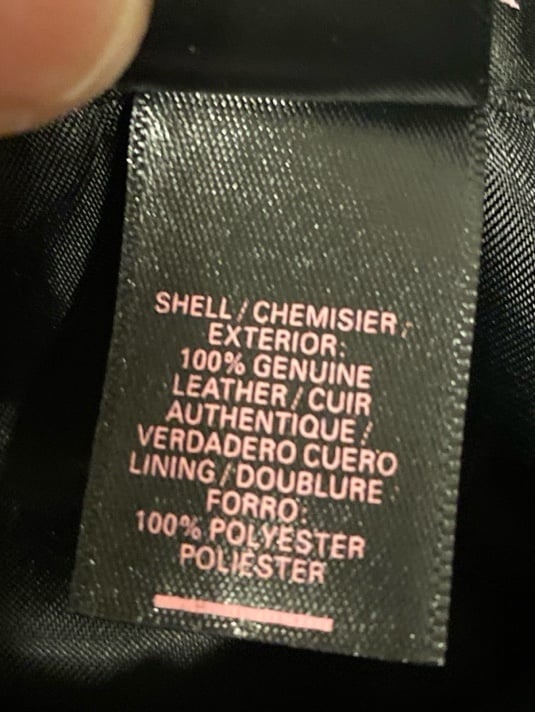 SHELL / CHEMISIER /
EXTERIOR:
100% GENUINE
LEATHER / CUIR
AUTHENTIQUE /
VERDADERO CUERO
LINING / DOUBLURE
FORRO:
100% POLYESTER
POLIESTER